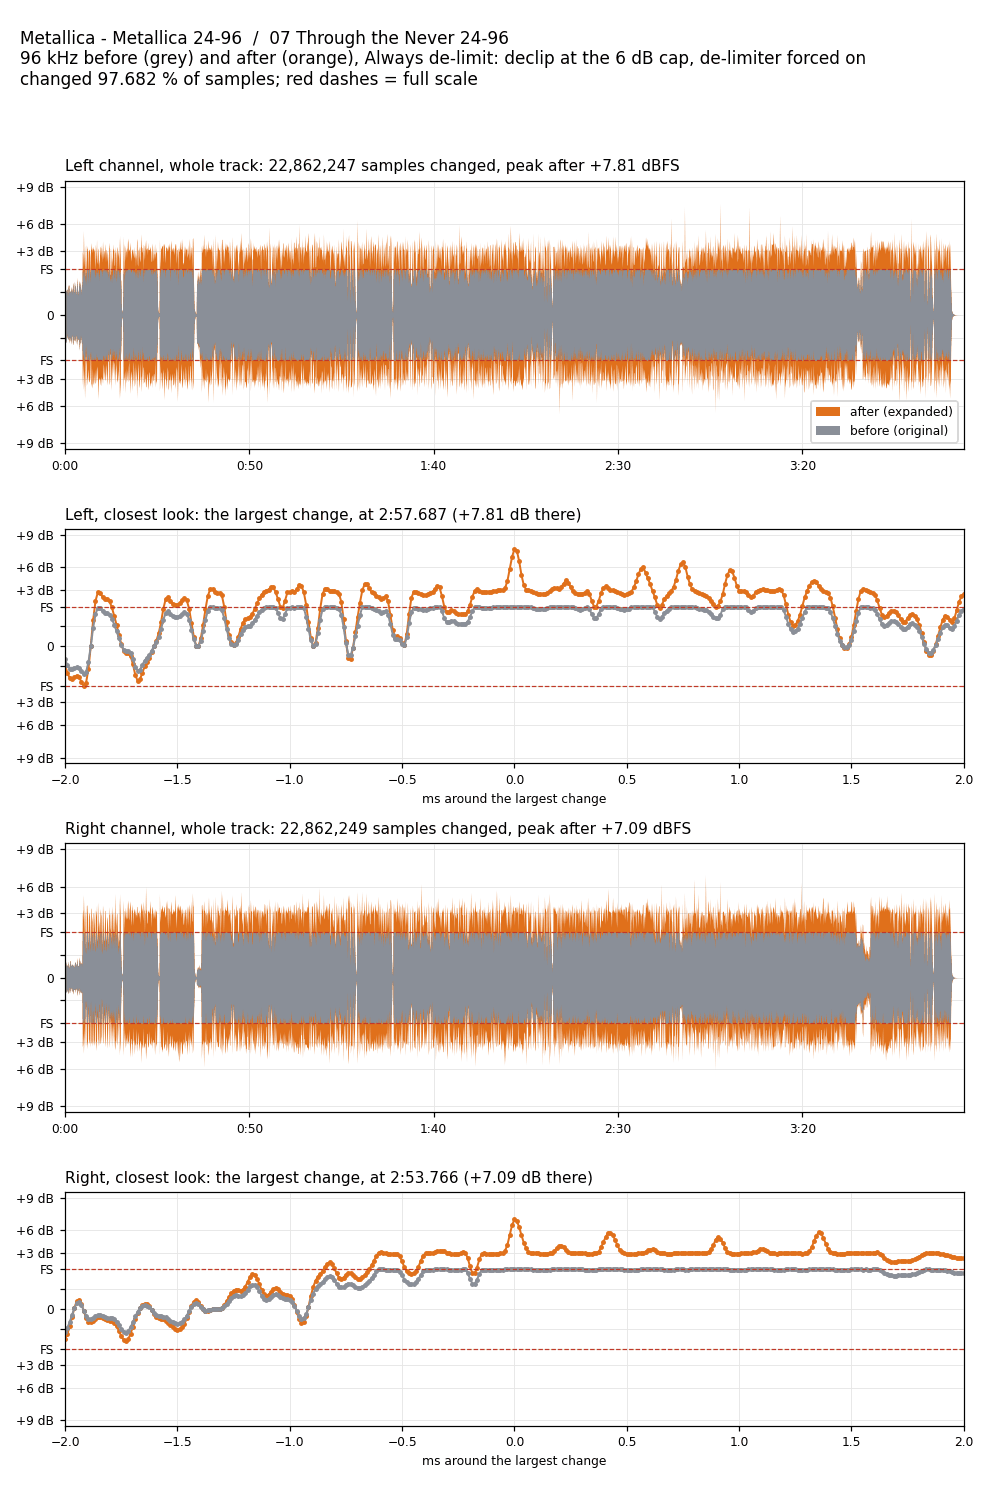 Metallica - Metallica 24-96  /  07 Through the Never 24-96
96 kHz before (grey) and after (orange), Always de-limit: declip at the 6 dB cap, de-limiter forced on
changed 97.682 % of samples; red dashes = full scale
Left channel, whole track: 22,862,247 samples changed, peak after +7.81 dBFS
+9 dB
+6 dB
+3 dB
FS
0
FS
+3 dB
+6 dB
+9 dB
after (expanded)
before (original)
0:00 0:50 1:40 2:30 3:20
Left, closest look: the largest change, at 2:57.687 (+7.81 dB there)
+9 dB
+6 dB
+3 dB
FS
0
FS
+3 dB
+6 dB
+9 dB
−2.0 −1.5 −1.0 −0.5 0.0 0.5 1.0 1.5 2.0
ms around the largest change
Right channel, whole track: 22,862,249 samples changed, peak after +7.09 dBFS
+9 dB
+6 dB
+3 dB
FS
0
FS
+3 dB
+6 dB
+9 dB
0:00 0:50 1:40 2:30 3:20
Right, closest look: the largest change, at 2:53.766 (+7.09 dB there)
+9 dB
+6 dB
+3 dB
FS
0
FS
+3 dB
+6 dB
+9 dB
−2.0 −1.5 −1.0 −0.5 0.0 0.5 1.0 1.5 2.0
ms around the largest change